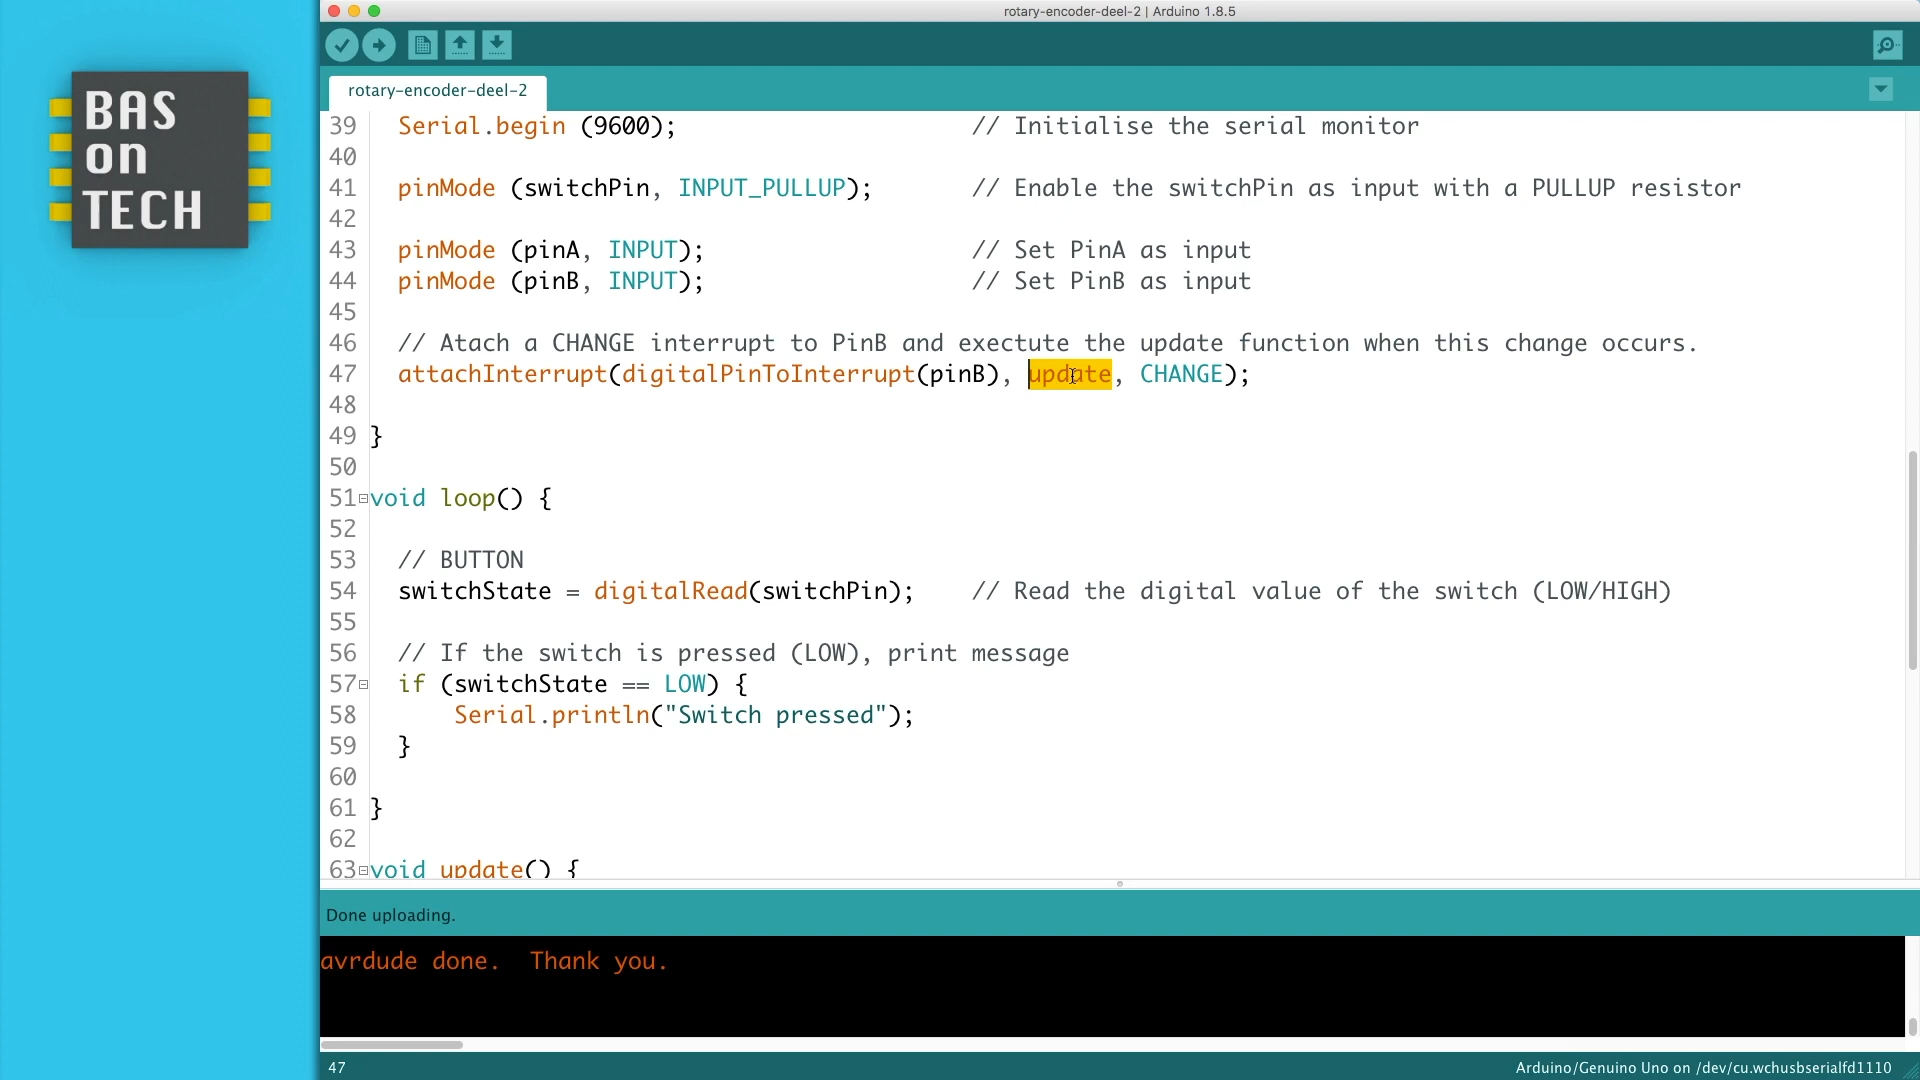 rotary-encoder-deel-2 | Arduino 1.8.5
BAS
on
TECH
rotary-encoder-deel-2
39 Serial.begin (9600); // Initialise the serial monitor
40
41 pinMode (switchPin, INPUT_PULLUP); // Enable the switchPin as input with a PULLUP resistor
42
43 pinMode (pinA, INPUT); // Set PinA as input
44 pinMode (pinB, INPUT); // Set PinB as input
45
46 // Atach a CHANGE interrupt to PinB and exectute the update function when this change occurs.
47 attachInterrupt(digitalPinToInterrupt(pinB), update, CHANGE);
48
49 }
50
51 void loop() {
52
53 // BUTTON
54 switchState = digitalRead(switchPin); // Read the digital value of the switch (LOW/HIGH)
55
56 // If the switch is pressed (LOW), print message
57 if (switchState == LOW) {
58 Serial.println("Switch pressed");
59 }
60
61 }
62
63 void update() {
Done uploading.
avrdude done. Thank you.
47
Arduino/Genuino Uno on /dev/cu.wchusbserialfd1110